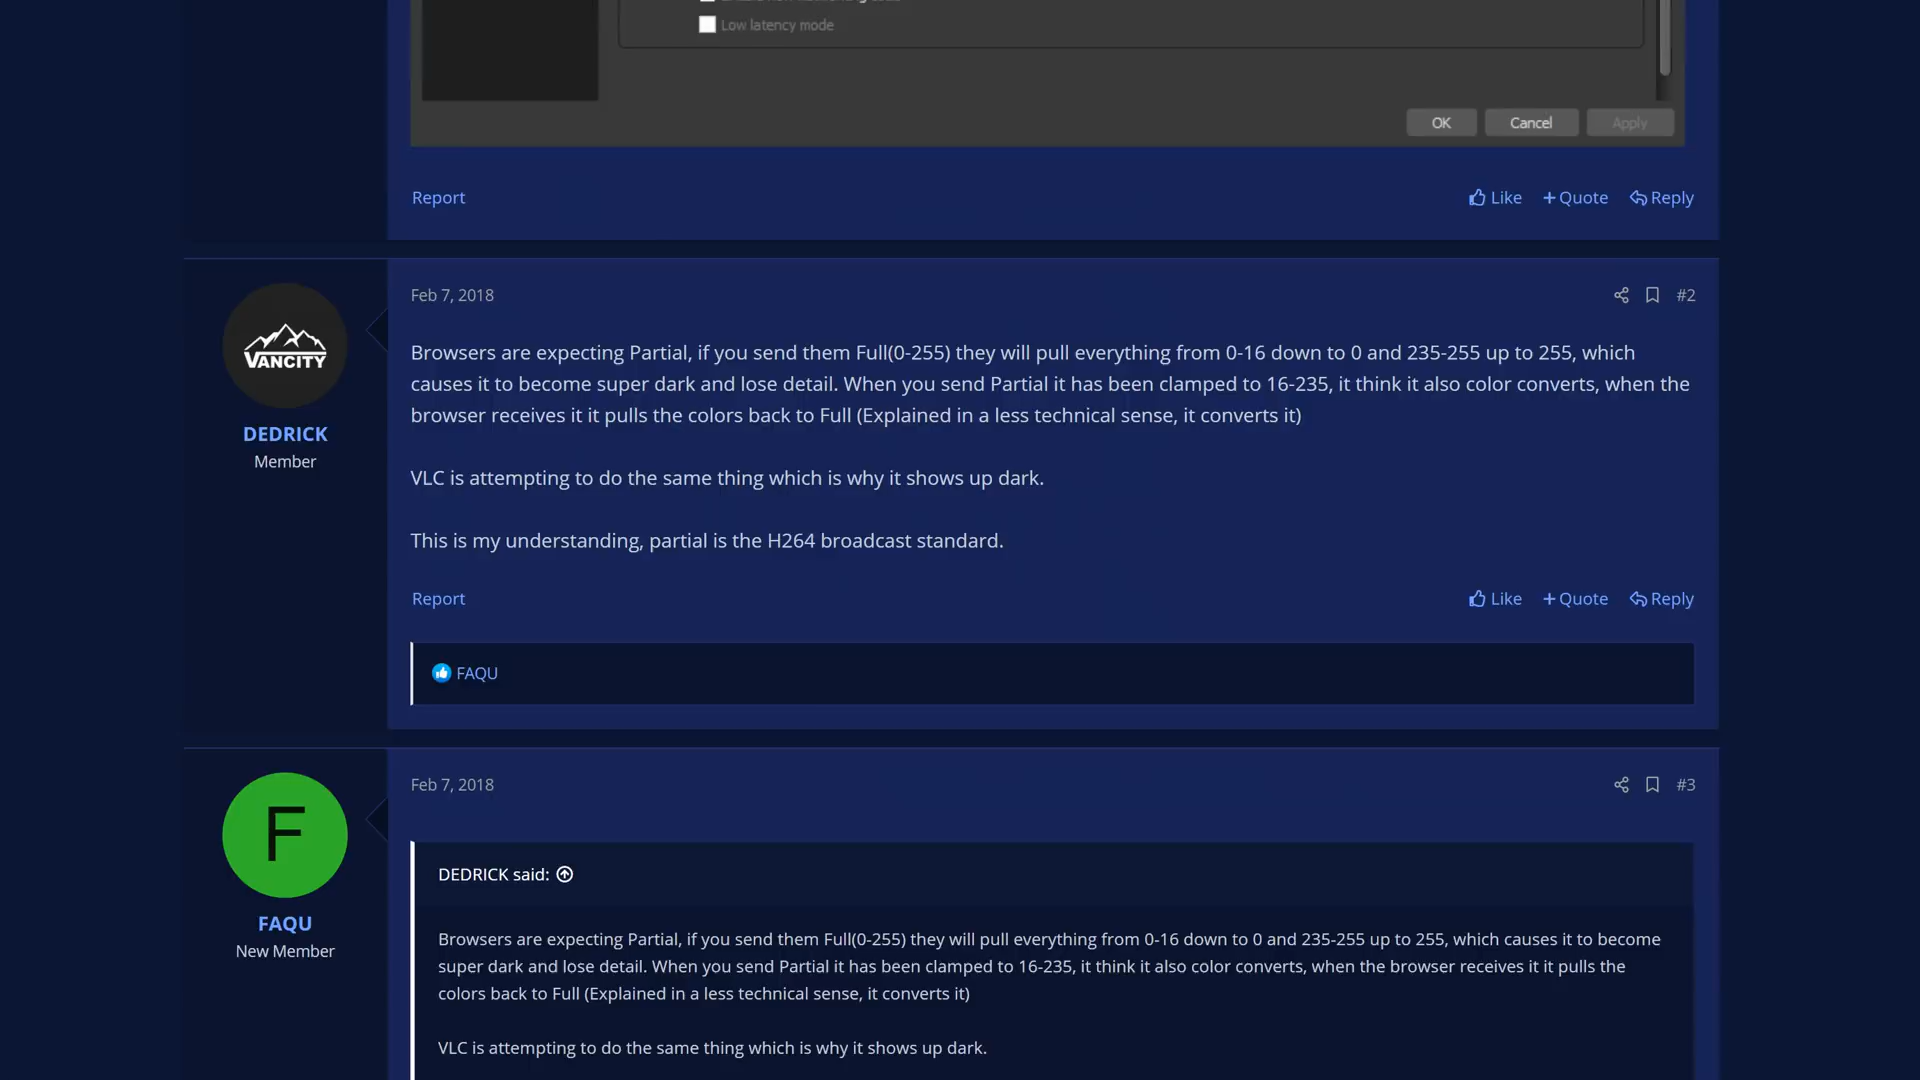 Low latency mode
OK Cancel Apply
Report Like +Quote Reply
VANCITY
DEDRICK
Member
Feb 7, 2018 #2
Browsers are expecting Partial, if you send them Full(0-255) they will pull everything from 0-16 down to 0 and 235-255 up to 255, which
causes it to become super dark and lose detail. When you send Partial it has been clamped to 16-235, it think it also color converts, when the
browser receives it it pulls the colors back to Full (Explained in a less technical sense, it converts it)
VLC is attempting to do the same thing which is why it shows up dark.
This is my understanding, partial is the H264 broadcast standard.
Report Like +Quote Reply
FAQU
F
FAQU
New Member
Feb 7, 2018 #3
DEDRICK said:
Browsers are expecting Partial, if you send them Full(0-255) they will pull everything from 0-16 down to 0 and 235-255 up to 255, which causes it to become
super dark and lose detail. When you send Partial it has been clamped to 16-235, it think it also color converts, when the browser receives it it pulls the
colors back to Full (Explained in a less technical sense, it converts it)
VLC is attempting to do the same thing which is why it shows up dark.